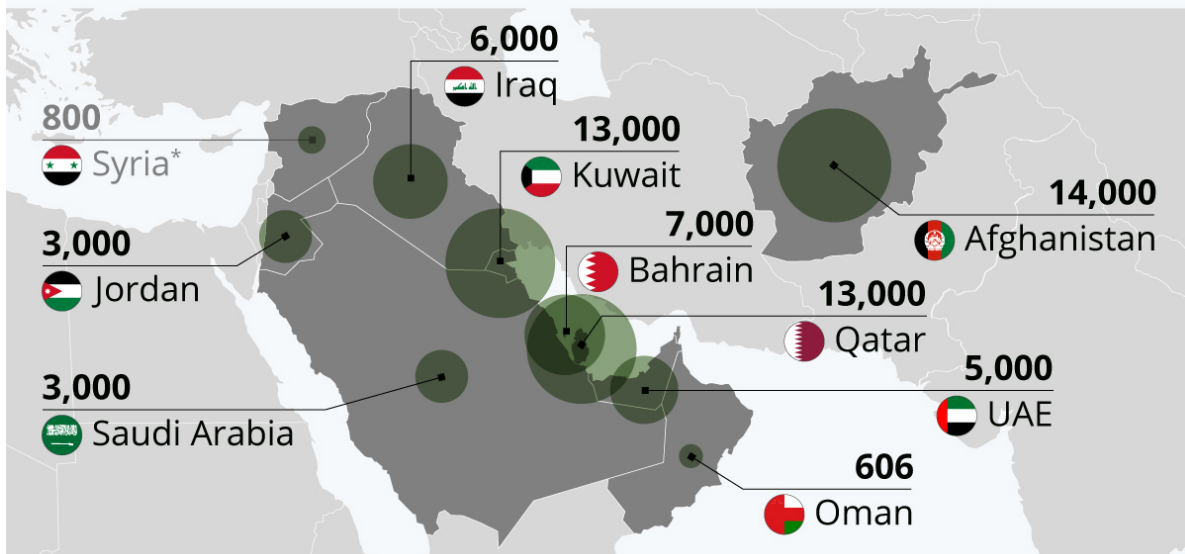 6,000
Iraq
800
Syria*
13,000
Kuwait
14,000
Afghanistan
3,000
Jordan
7,000
Bahrain
13,000
Qatar
3,000
Saudi Arabia
5,000
UAE
606
Oman